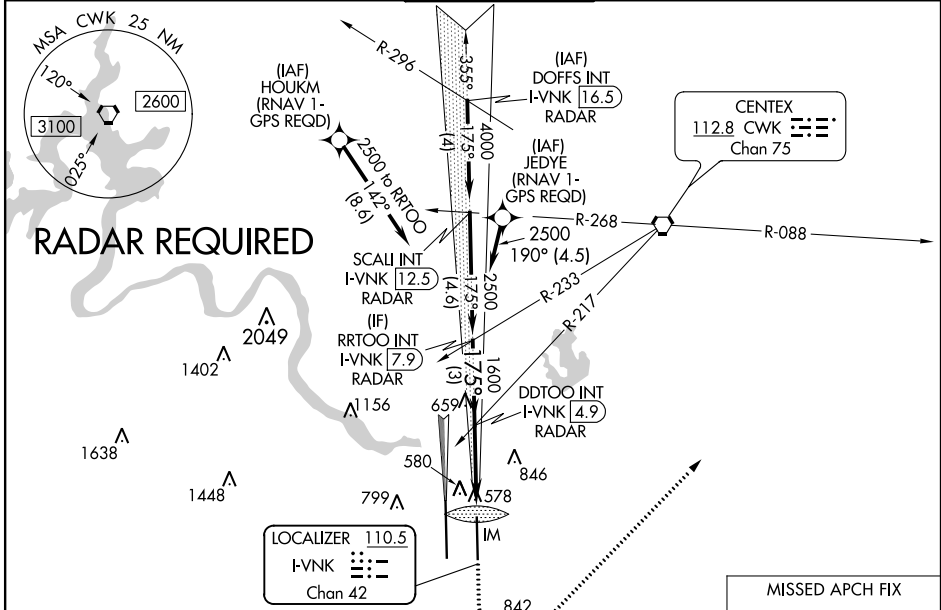 MSA CWK 25 NM
120°
3100
2600
025°
RADAR REQUIRED
(IAF)
HOUKM
(RNAV 1-
GPS REQD)
2500 to RRTOO
142°
(8.6)
R-296
355°
4000
175°
(4)
(IAF)
DOFFS INT
I-VNK 16.5
RADAR
(IAF)
JEDYE
(RNAV 1-
GPS REQD)
2500
190° (4.5)
CENTEX
112.8 CWK
Chan 75
R-268
R-088
R-233
R-217
SCALI INT
I-VNK 12.5
RADAR
2500
175°
(4.6)
(IF)
RRTOO INT
I-VNK 7.9
RADAR
1600
175°
(3)
DDTOO INT
I-VNK 4.9
RADAR
2049
1402
1156
659
1638
1448
799
580
846
578
IM
LOCALIZER 110.5
I-VNK
Chan 42
842
MISSED APCH FIX